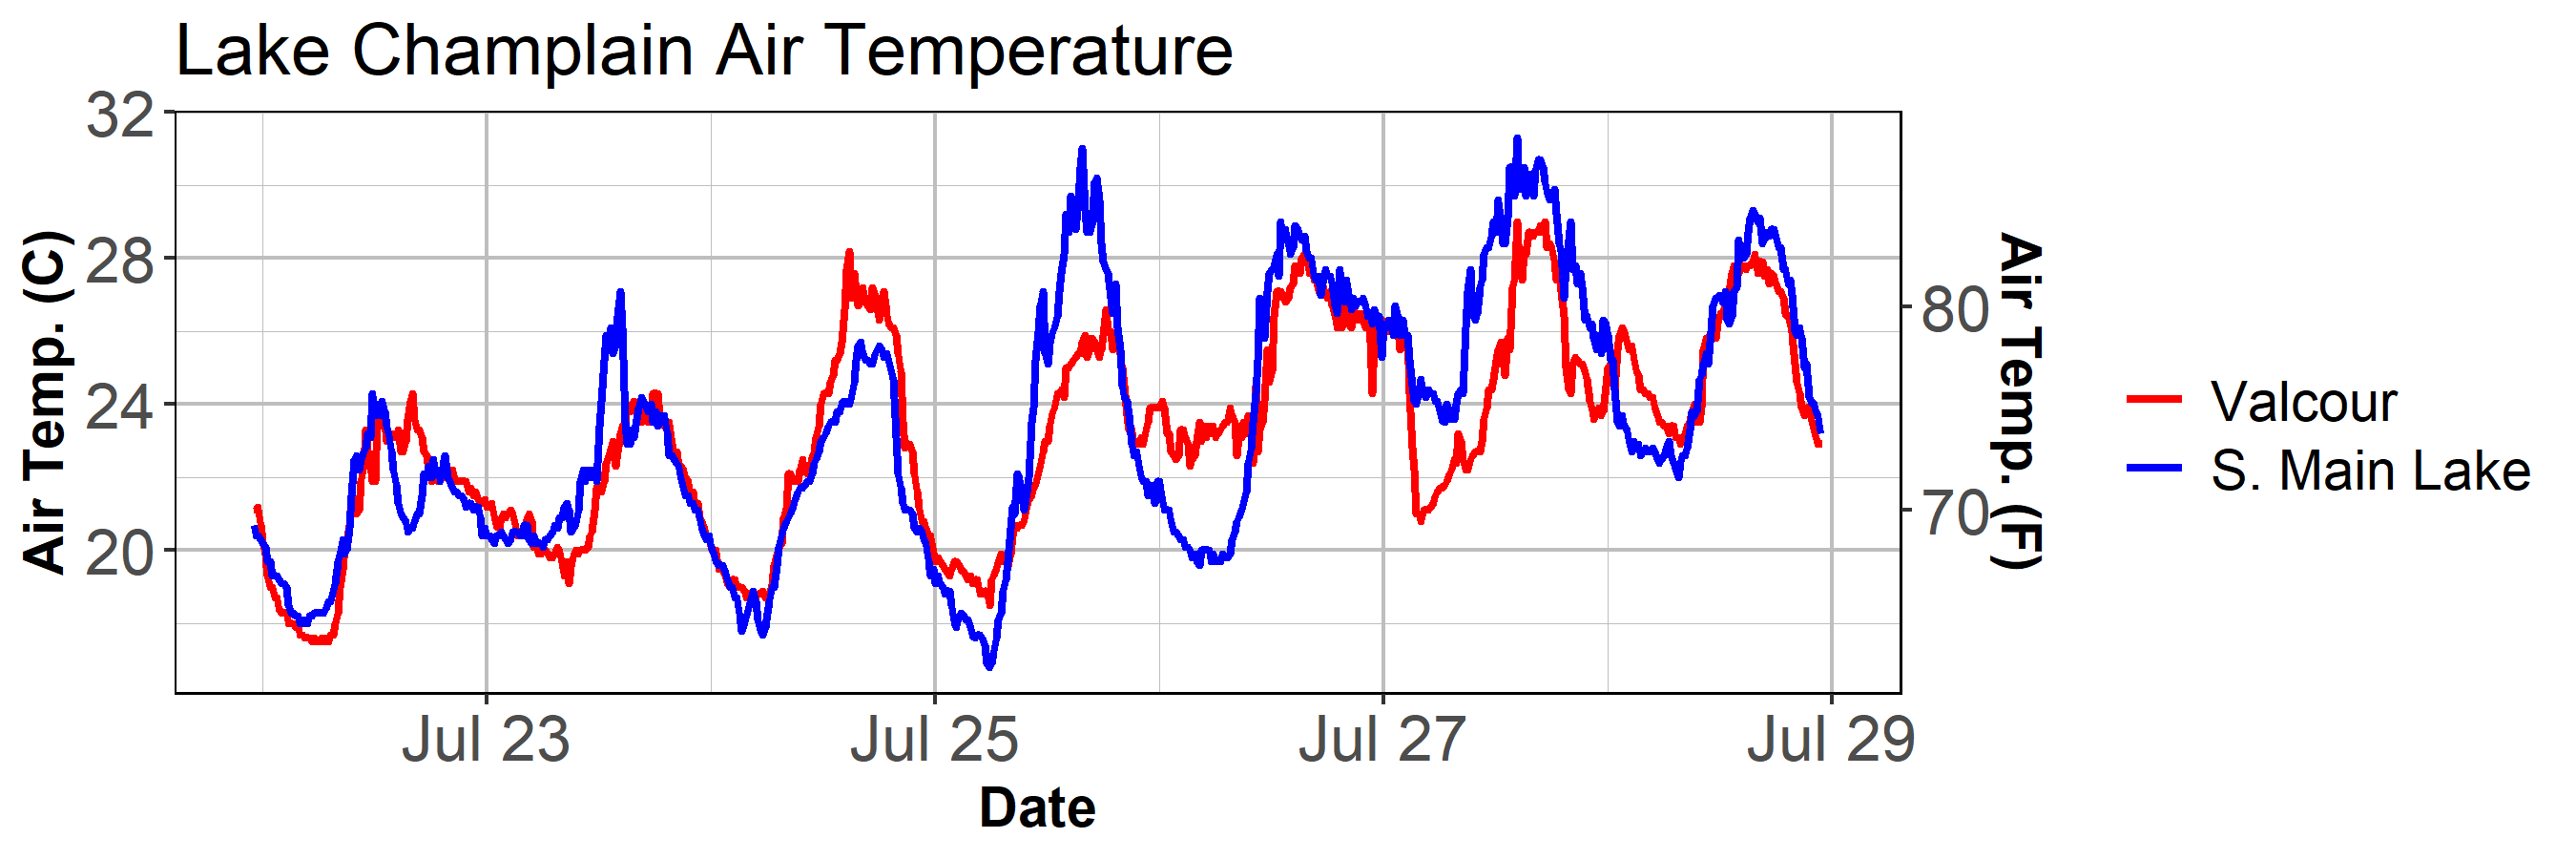 Lake Champlain Air Temperature
Air Temp. (C)
32
28
24
20
80
70
Air Temp. (F)
Jul 23
Jul 25
Jul 27
Jul 29
Date
Valcour
S. Main Lake